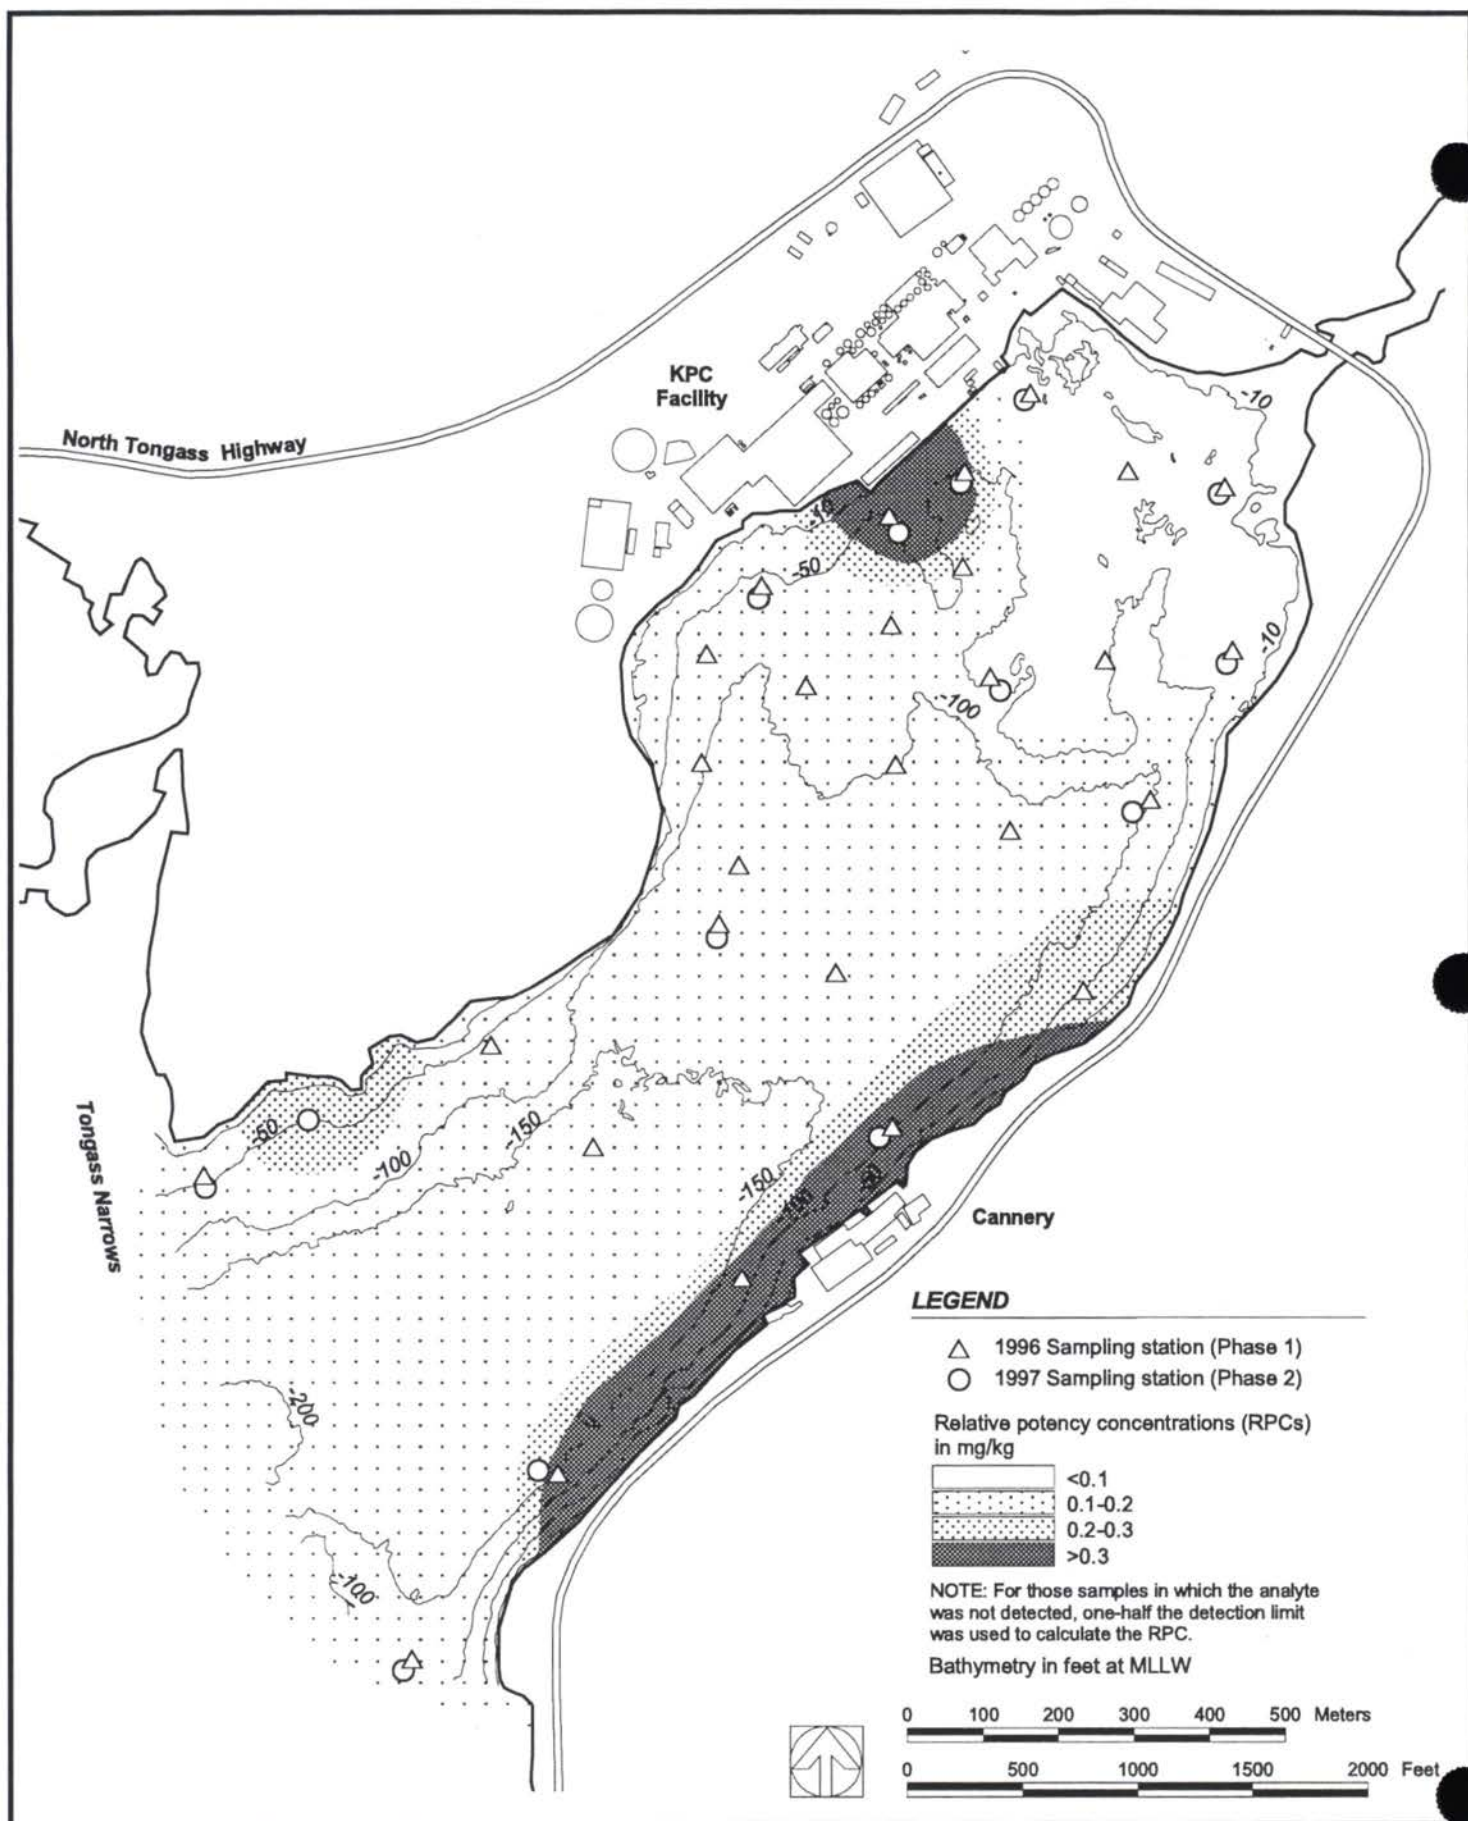 KPC
Facility
North Tongass Highway
-10
-10
-50
-10
-100
-50
-100
-150
-150
-100
-50
Tongass Narrows
Cannery
-200
-100
LEGEND
1996 Sampling station (Phase 1)
1997 Sampling station (Phase 2)
Relative potency concentrations (RPCs)
in mg/kg
<0.1
0.1-0.2
0.2-0.3
>0.3
NOTE: For those samples in which the analyte
was not detected, one-half the detection limit
was used to calculate the RPC.
Bathymetry in feet at MLLW
0 100 200 300 400 500 Meters
0 500 1000 1500 2000 Feet